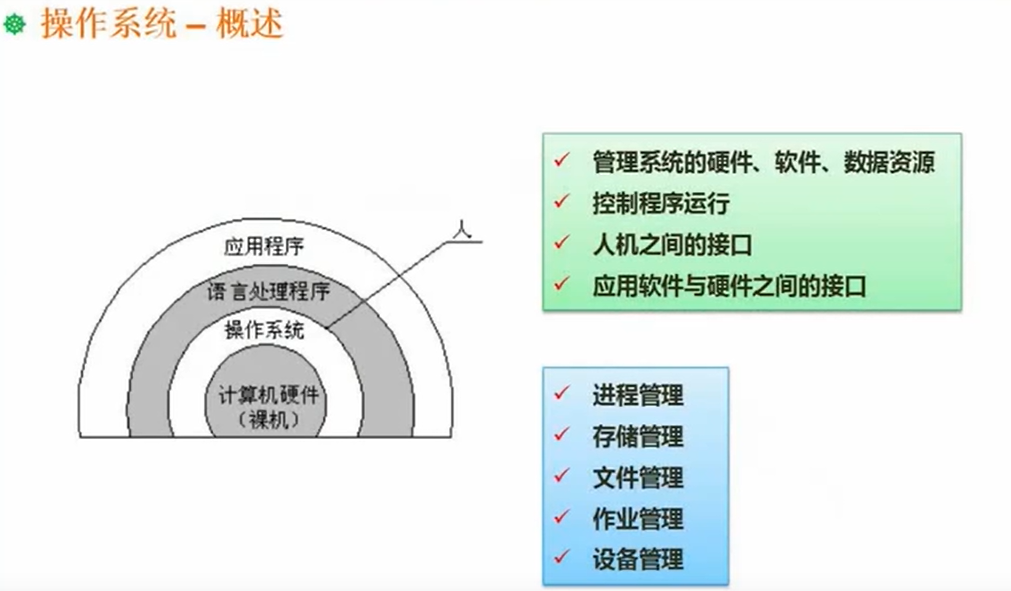 操作系统 – 概述
人
应用程序
语言处理程序
操作系统
计算机硬件
（裸机）
管理系统的硬件、软件、数据资源
控制程序运行
人机之间的接口
应用软件与硬件之间的接口
进程管理
存储管理
文件管理
作业管理
设备管理